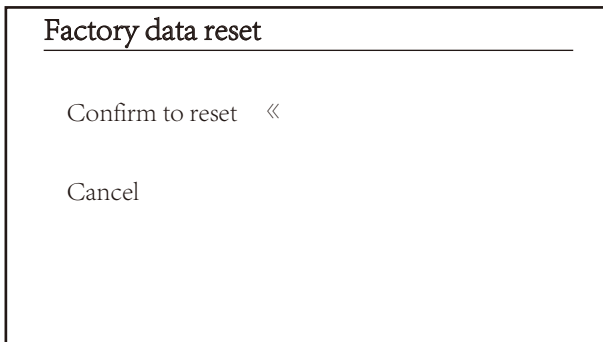 Factory data reset
Confirm to reset «
Cancel